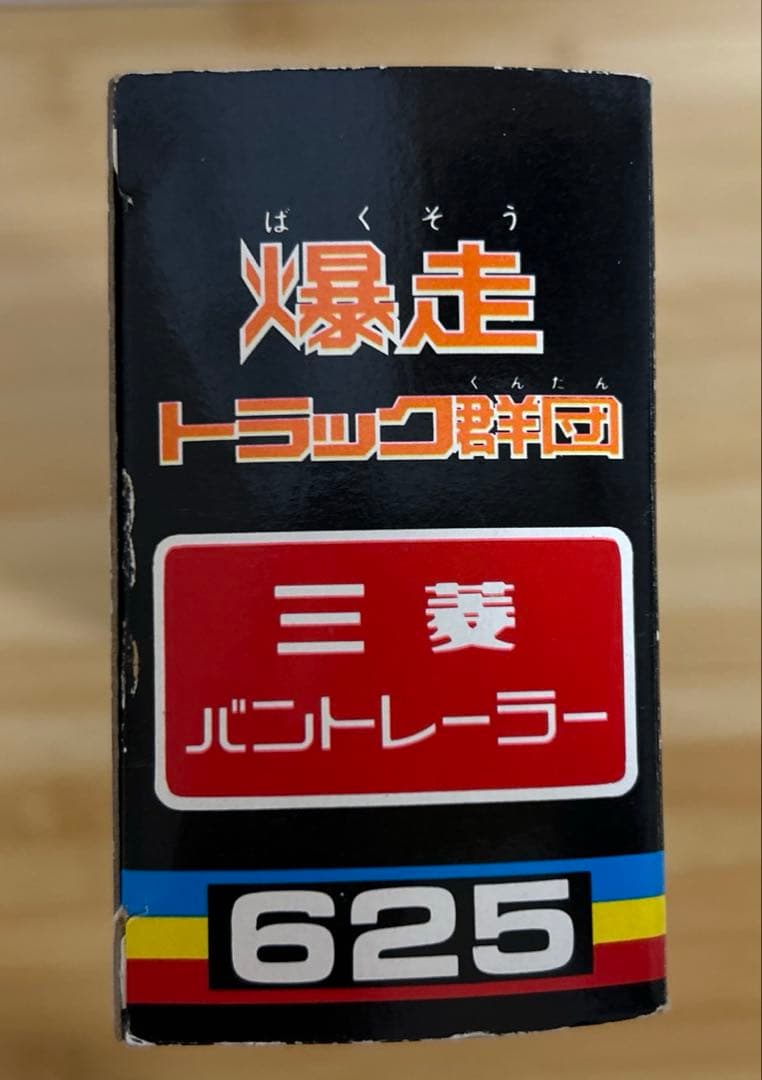 ばくそう
爆走
くんたん
トラック群団
三菱
バントレーラー
625